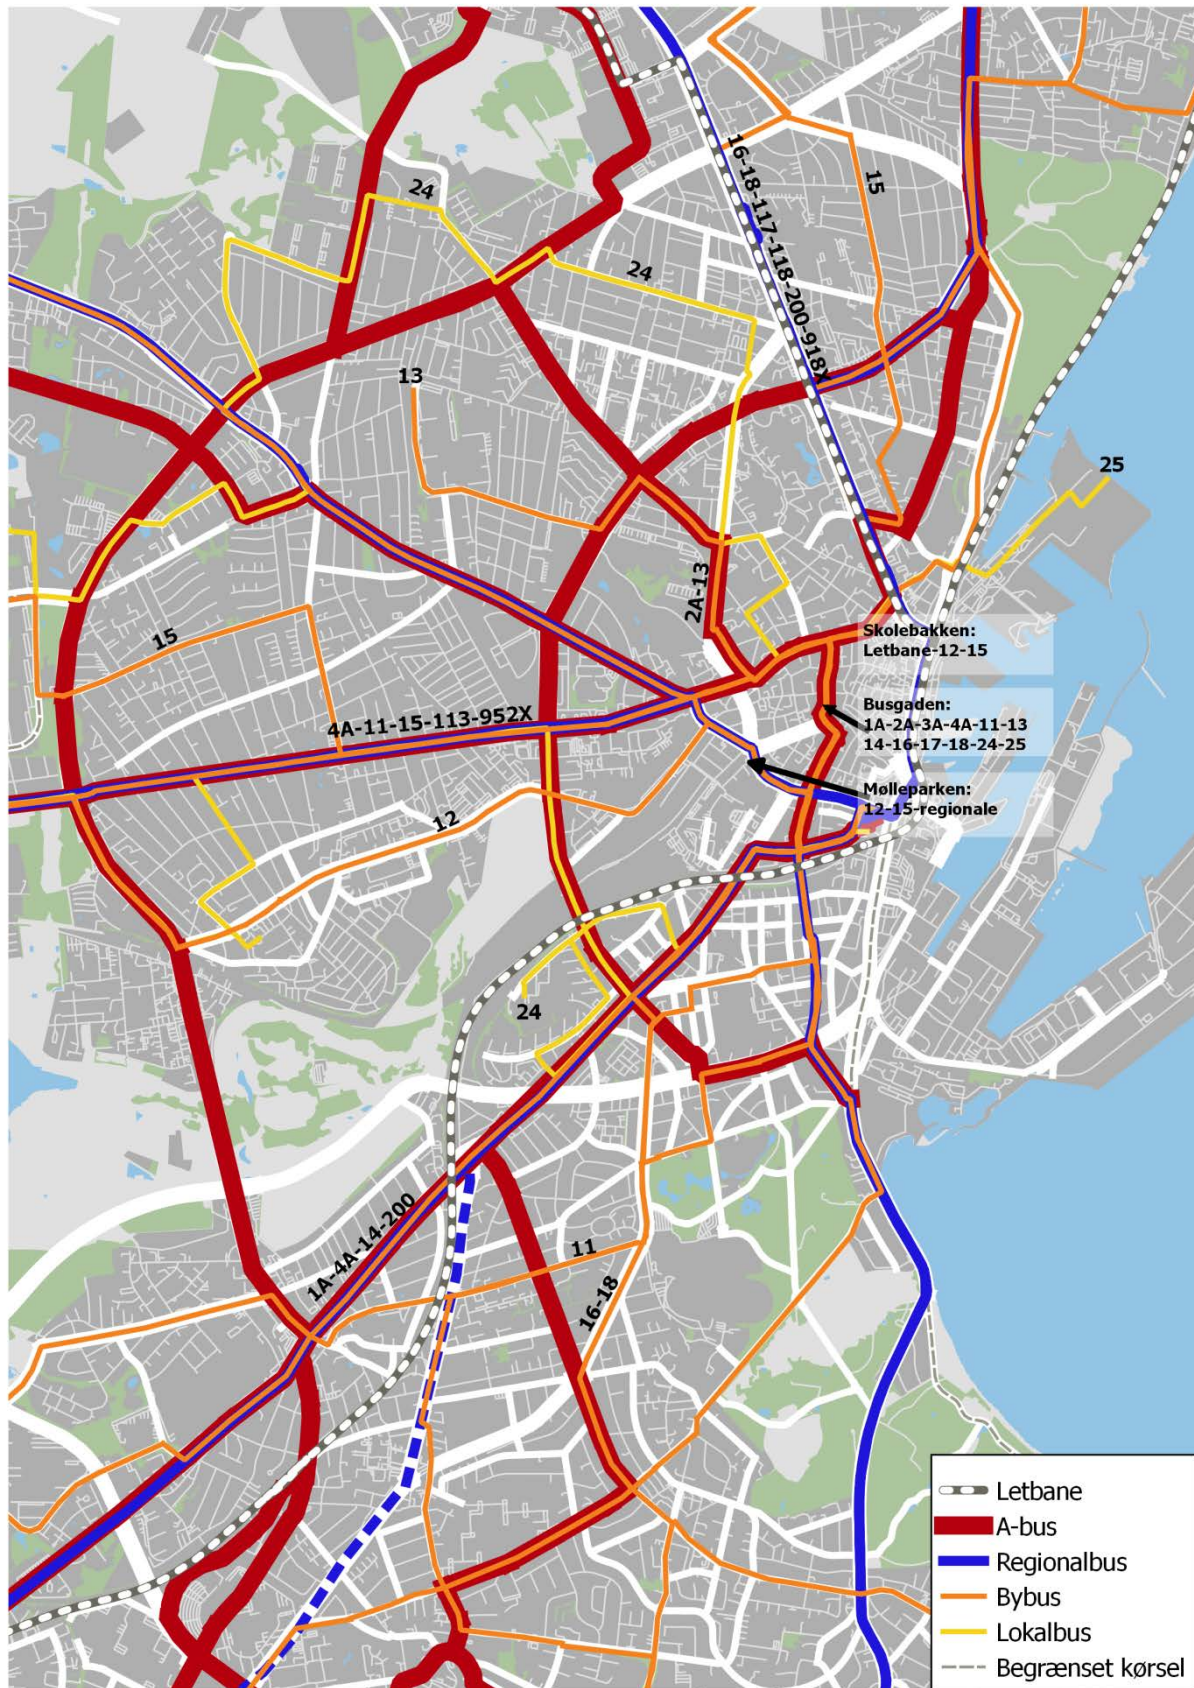 16-18-117-118-200-918X
15
24
24
13
25
2A-13
Skolebakken:
Letbane-12-15
15
Busgaden:
1A-2A-3A-4A-11-13
14-16-17-18-24-25
4A-11-15-113-952X
Mølleparken:
12-15-regionale
12
24
1A-4A-14-200
11
16-18
Letbane
A-bus
Regionalbus
Bybus
Lokalbus
Begrænset kørsel